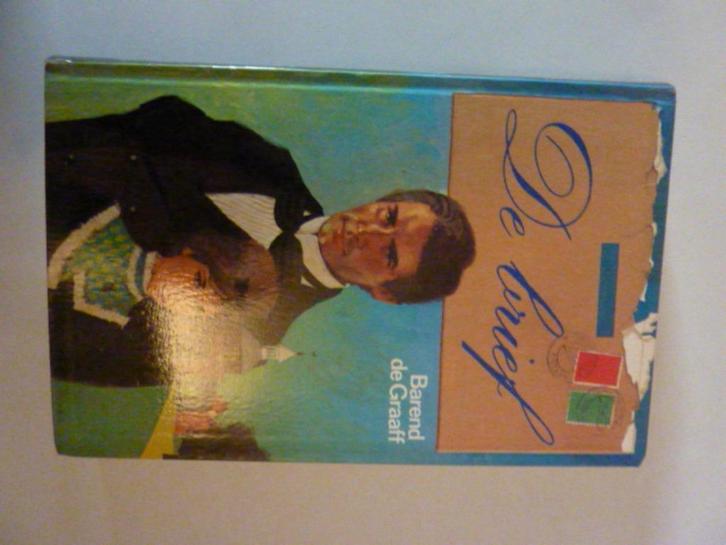 De brief
Barend
de Graaff